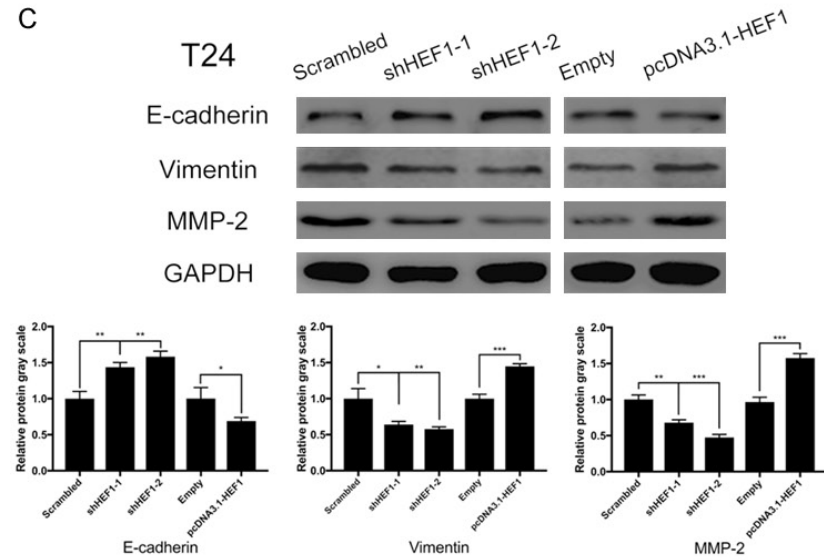 C
T24
Scrambled shHEF1-1 shHEF1-2 Empty pcDNA3.1-HEF1
E-cadherin
Vimentin
MMP-2
GAPDH
Relative protein gray scale
2.0
1.5
1.0
0.5
0.0
** ** *
Scrambled shHEF1-1 shHEF1-2 Empty pcDNA3.1-HEF1
E-cadherin
Relative protein gray scale
2.0
1.5
1.0
0.5
0.0
* ** ***
Scrambled shHEF1-1 shHEF1-2 Empty pcDNA3.1-HEF1
Vimentin
Relative protein gray scale
2.0
1.5
1.0
0.5
0.0
** *** ***
Scrambled shHEF1-1 shHEF1-2 Empty pcDNA3.1-HEF1
MMP-2